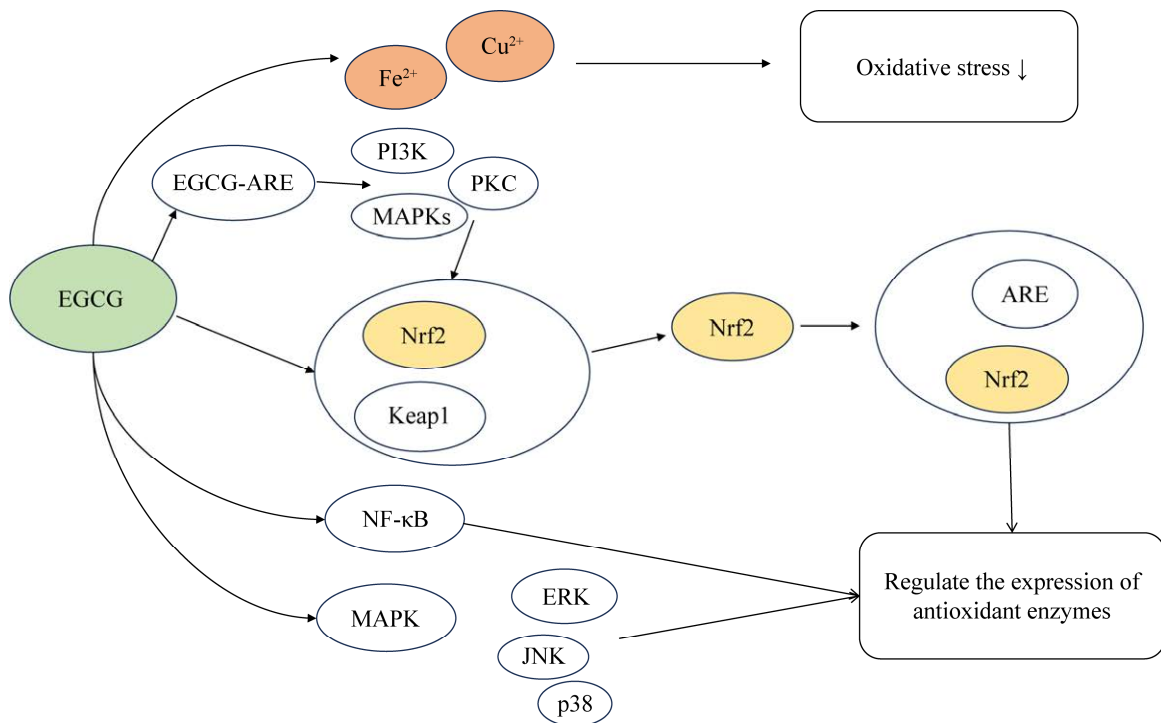 Cu²⁺
Fe²⁺
Oxidative stress ↓
PI3K
EGCG-ARE
PKC
MAPKs
EGCG
ARE
Nrf2
Nrf2
Nrf2
Keap1
NF-κB
ERK
MAPK
Regulate the expression of
antioxidant enzymes
JNK
p38